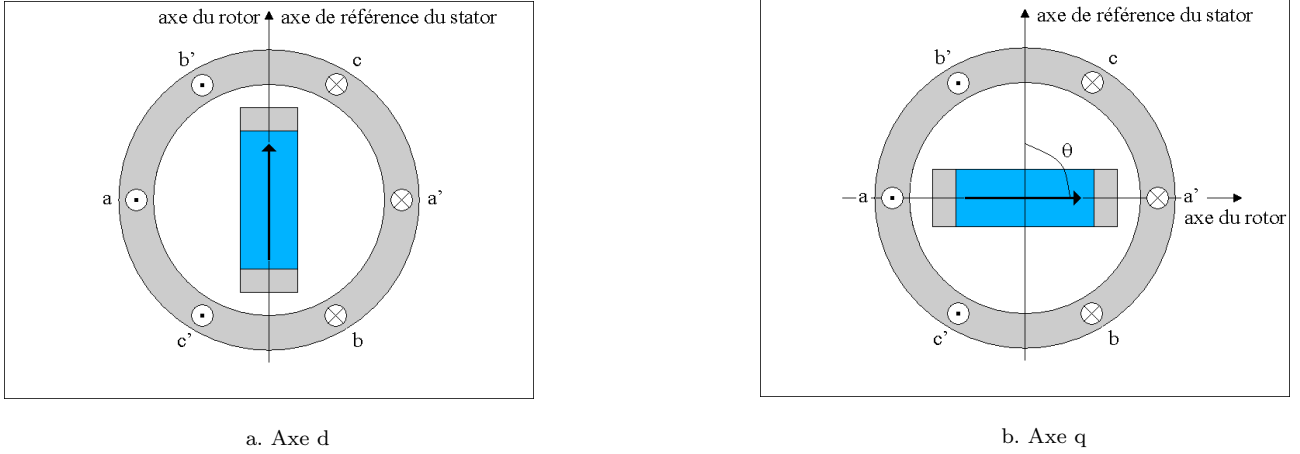 axe du rotor
axe de référence du stator
b’
c
a
a’
c’
b
a. Axe d
axe de référence du stator
b’
c
θ
a
a’
axe du rotor
c’
b
b. Axe q